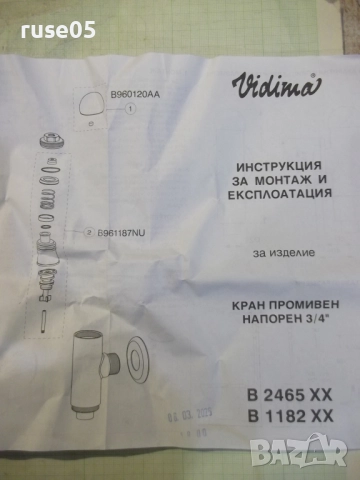 ruse05
Vidima®
B960120AA
1
ИНСТРУКЦИЯ
ЗА МОНТАЖ И
ЕКСПЛОАТАЦИЯ
2 B961187NU
за изделие
КРАН ПРОМИВЕН
НАПОРЕН 3/4"
B 2465 XX
B 1182 XX
BAZAR